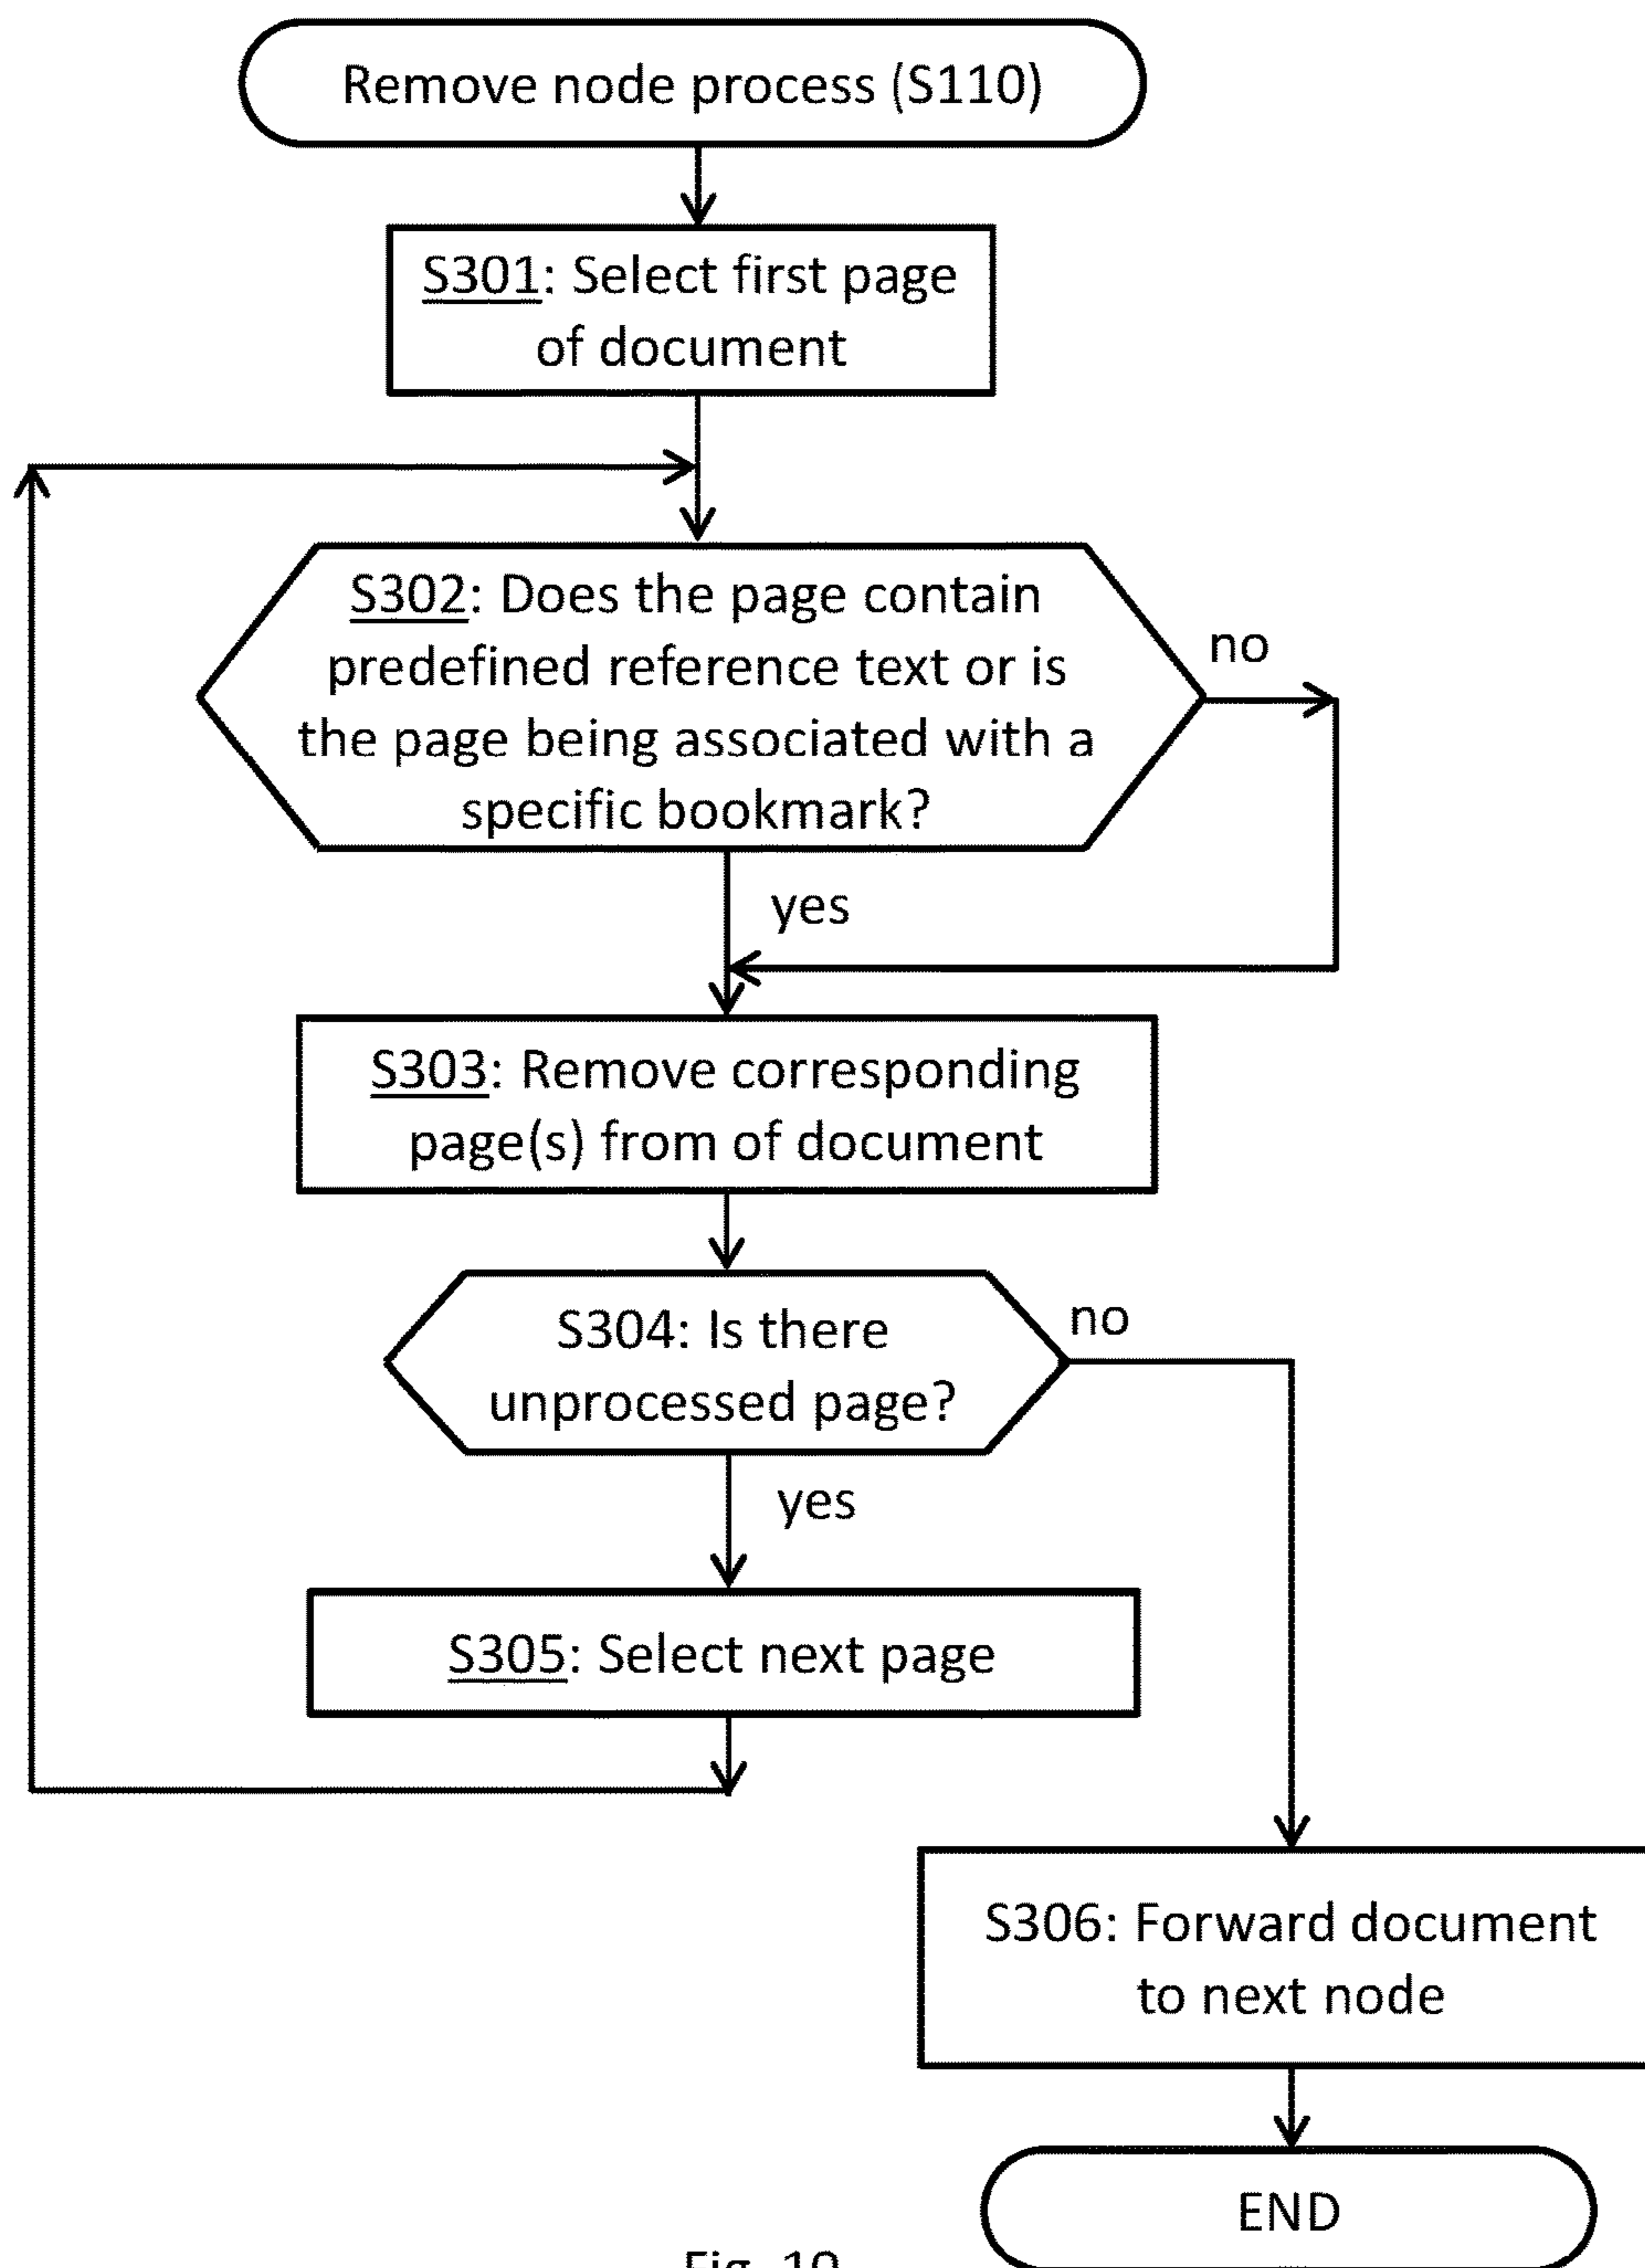 Remove node process (S110)
S301: Select first page
of document
S302: Does the page contain
predefined reference text or is
the page being associated with a
specific bookmark?
no
yes
S303: Remove corresponding
page(s) from of document
S304: Is there
unprocessed page?
no
yes
S305: Select next page
S306: Forward document
to next node
END
Fig.